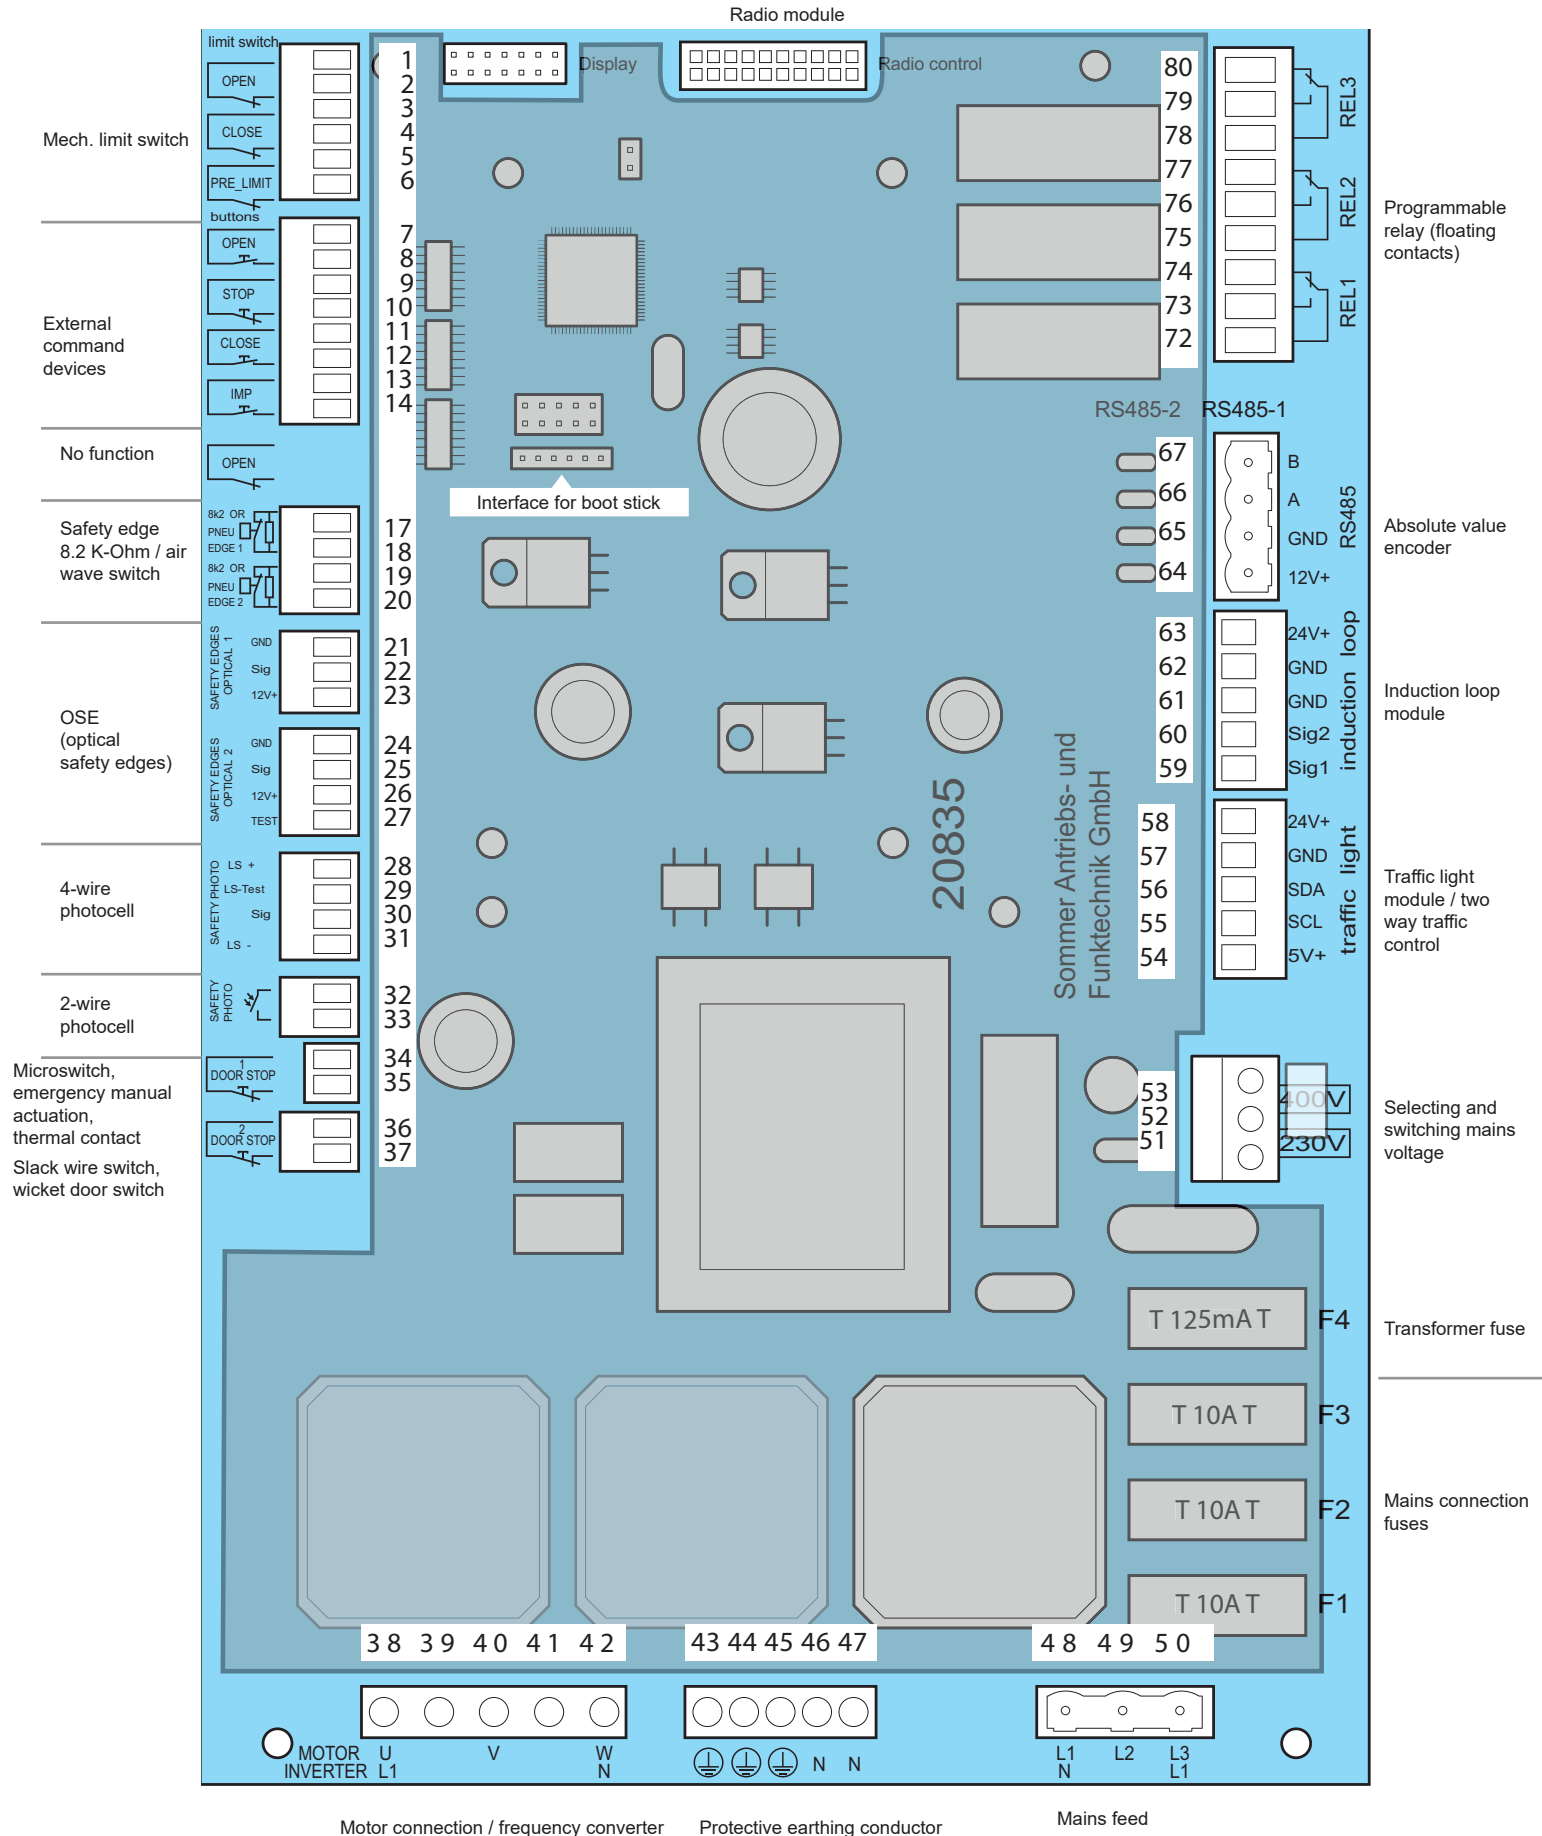 Radio module
limit switch
OPEN
CLOSE
PRE_LIMIT
Mech. limit switch
1
2
3
4
5
6
Display
Radio control
buttons
OPEN
STOP
CLOSE
IMP
External
command
devices
7
8
9
10
11
12
13
14
No function
OPEN
Interface for boot stick
Safety edge
8.2 K-Ohm / air
wave switch
8k2 OR
PNEU
EDGE 1
8k2 OR
PNEU
EDGE 2
17
18
19
20
OSE
(optical
safety edges)
SAFETY EDGES
OPTICAL 1
GND
Sig
12V+
21
22
23
SAFETY EDGES
OPTICAL 2
GND
Sig
12V+
TEST
24
25
26
27
4-wire
photocell
SAFETY PHOTO
LS +
LS-Test
Sig
LS -
28
29
30
31
2-wire
photocell
SAFETY
PHOTO
32
33
Microswitch,
emergency manual
actuation,
thermal contact
1
DOOR STOP
34
35
Slack wire switch,
wicket door switch
2
DOOR STOP
36
37
80
79
78
77
76
75
74
73
72
REL3
REL2
REL1
Programmable
relay (floating
contacts)
RS485-2
RS485-1
67
66
65
64
B
A
GND
12V+
RS485
Absolute value
encoder
63
62
61
60
59
24V+
GND
GND
Sig2
Sig1
induction loop
Induction loop
module
58
57
56
55
54
24V+
GND
SDA
SCL
5V+
traffic light
Traffic light
module / two
way traffic
control
20835
Sommer Antriebs- und
Funktechnik GmbH
53
52
51
400V
230V
Selecting and
switching mains
voltage
T 125mA T
F4
Transformer fuse
T 10A T
F3
T 10A T
F2
T 10A T
F1
Mains connection
fuses
38 39 40 41 42
43 44 45 46 47
48 49 50
MOTOR U V W
INVERTER L1 N
N N
L1 L2 L3
N L1
Motor connection / frequency converter
Protective earthing conductor
Mains feed